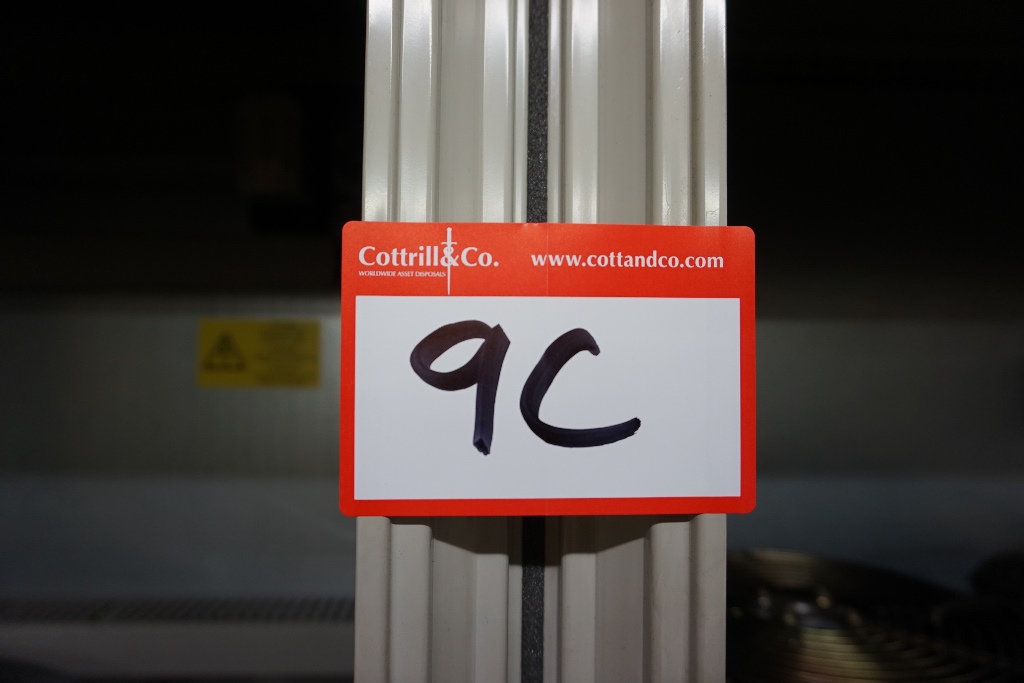 Cottrill&Co.
WORLDWIDE ASSET DISPOSALS
www.cottandco.com
9C